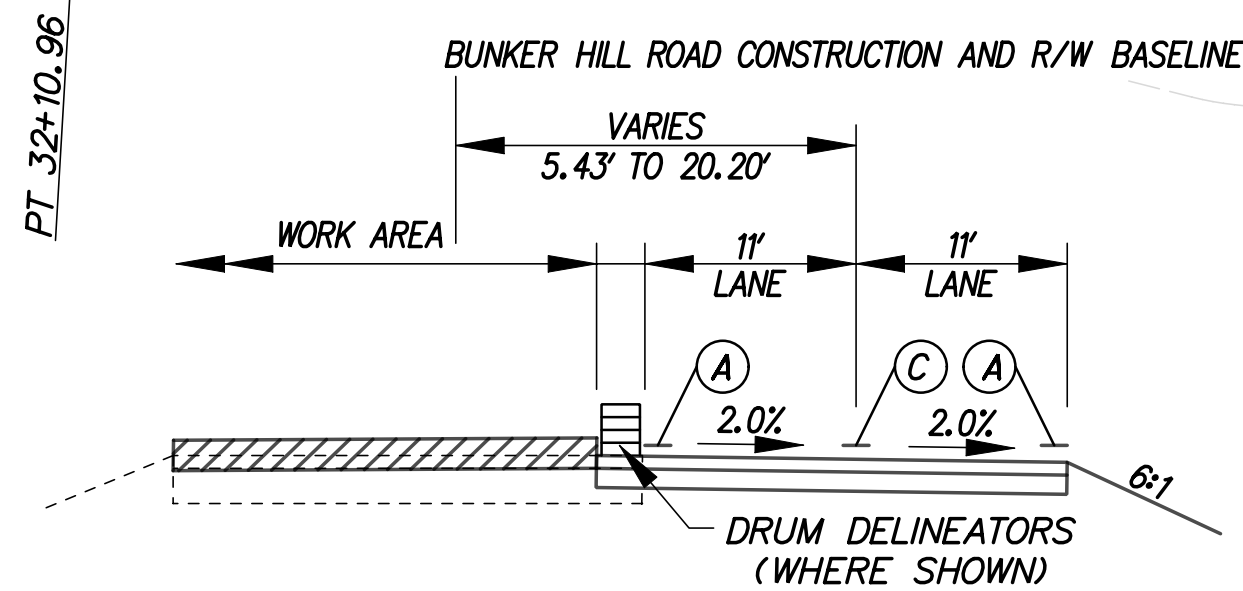 PT 32+10.96
BUNKER HILL ROAD CONSTRUCTION AND R/W BASELINE
VARIES
5.43' TO 20.20'
WORK AREA
11'
LANE
11'
LANE
A
C
A
2.0%
2.0%
6:1
DRUM DELINEATORS
(WHERE SHOWN)